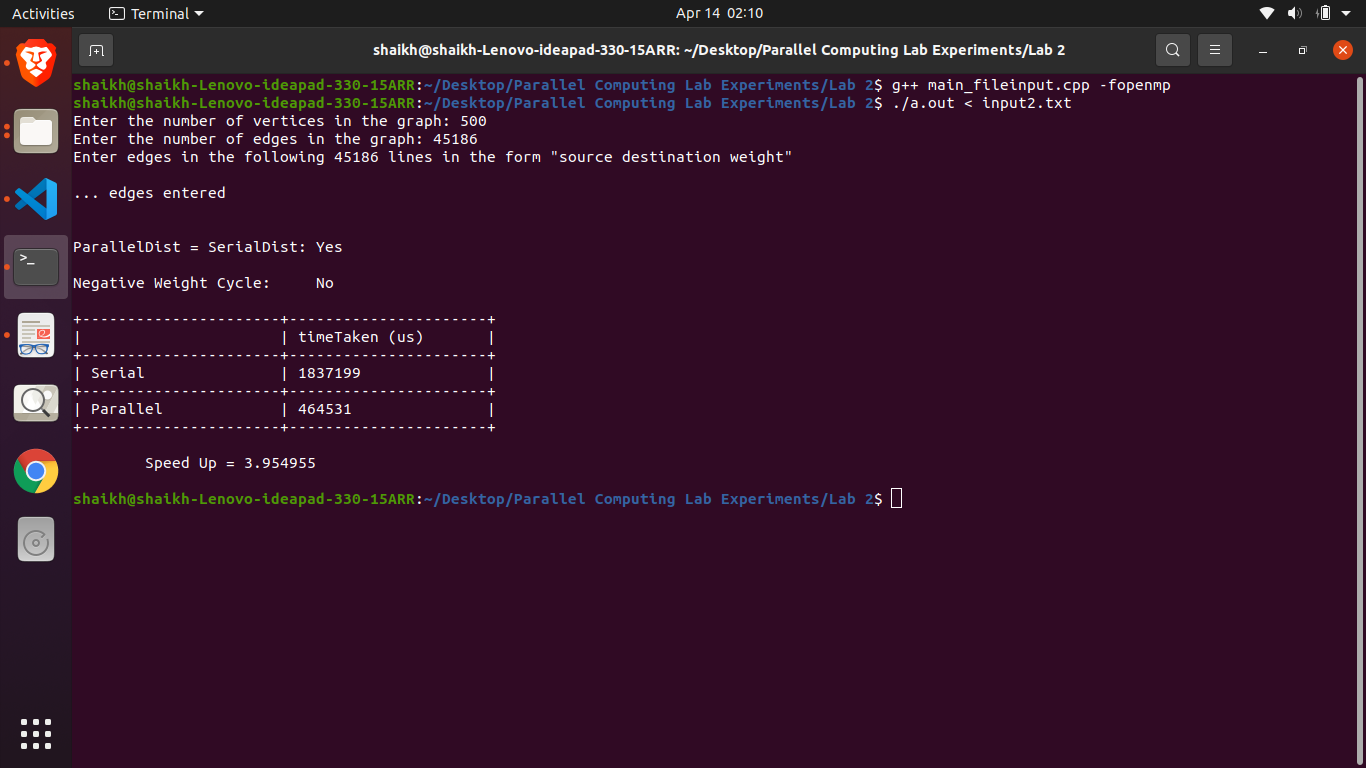 Activities Terminal Apr 14 02:10
shaikh@shaikh-Lenovo-ideapad-330-15ARR: ~/Desktop/Parallel Computing Lab Experiments/Lab 2
shaikh@shaikh-Lenovo-ideapad-330-15ARR:~/Desktop/Parallel Computing Lab Experiments/Lab 2$ g++ main_fileinput.cpp -fopenmp
shaikh@shaikh-Lenovo-ideapad-330-15ARR:~/Desktop/Parallel Computing Lab Experiments/Lab 2$ ./a.out < input2.txt
Enter the number of vertices in the graph: 500
Enter the number of edges in the graph: 45186
Enter edges in the following 45186 lines in the form "source destination weight"
... edges entered
ParallelDist = SerialDist: Yes
Negative Weight Cycle:     No
+----------------------+----------------------+
|                      | timeTaken (us)       |
+----------------------+----------------------+
| Serial               | 1837199              |
+----------------------+----------------------+
| Parallel             | 464531               |
+----------------------+----------------------+
Speed Up = 3.954955
shaikh@shaikh-Lenovo-ideapad-330-15ARR:~/Desktop/Parallel Computing Lab Experiments/Lab 2$